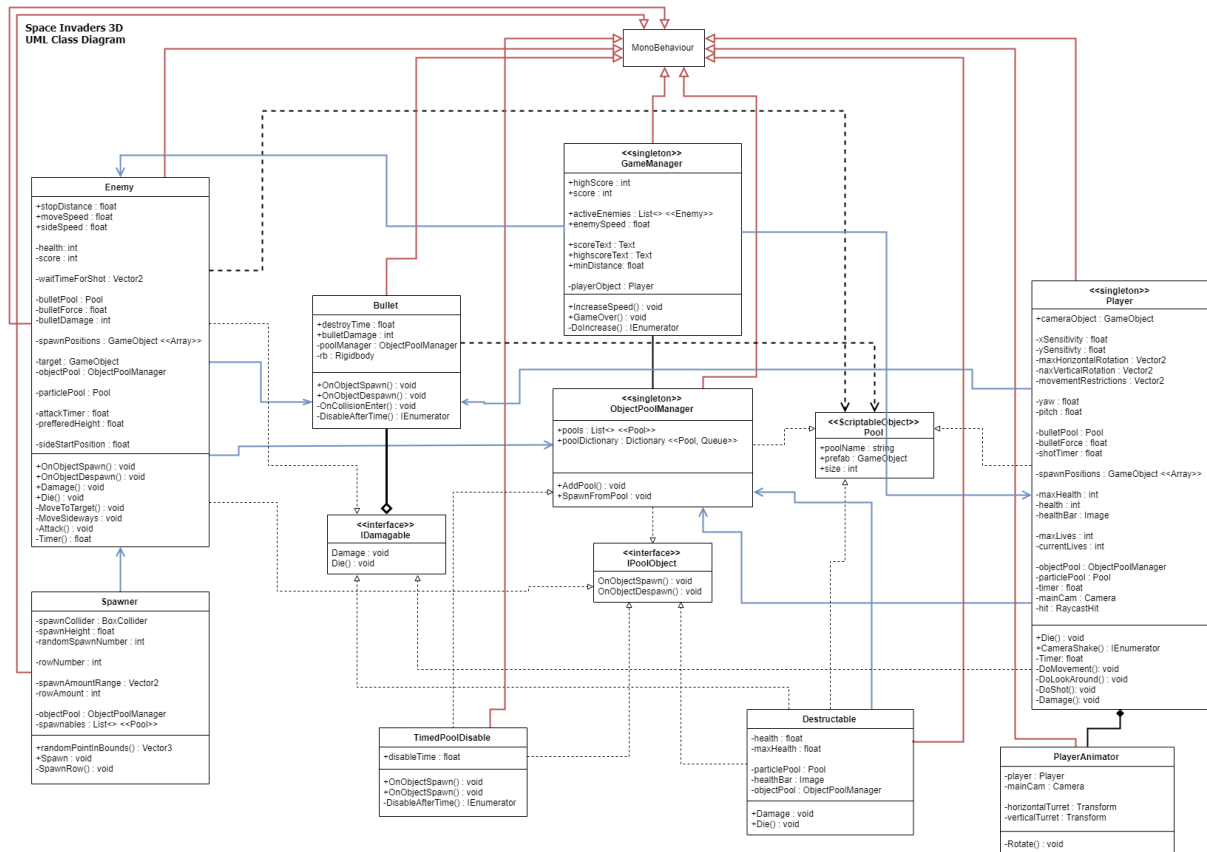 Space Invaders 3D
UML Class Diagram
MonoBehaviour
<<singleton>>
GameManager
+highScore : int
+score : int
+activeEnemies : List<> <<Enemy>>
+enemySpeed : float
+scoreText : Text
+highscoreText : Text
+minDistance: float
-playerObject : Player
+IncreaseSpeed() : void
+GameOver() : void
-DoIncrease() : IEnumerator
Enemy
+stopDistance : float
+moveSpeed : float
+sideSpeed : float
-health: int
-score : int
-waitTimeForShot : Vector2
-bulletPool : Pool
-bulletForce : float
-bulletDamage : int
-spawnPositions : GameObject <<Array>>
-target : GameObject
-objectPool : ObjectPoolManager
-particlePool : Pool
-attackTimer : float
-prefferedHeight : float
-sideStartPosition : float
+OnObjectSpawn() : void
+OnObjectDespawn() : void
+Damage() : void
+Die() : void
-MoveToTarget() : void
-MoveSideways() : void
-Attack() : void
-Timer() : float
Bullet
+destroyTime : float
+bulletDamage : int
-poolManager : ObjectPoolManager
-rb : Rigidbody
+OnObjectSpawn() : void
+OnObjectDespawn() : void
-OnCollisionEnter() : void
-DisableAfterTime() : IEnumerator
<<singleton>>
ObjectPoolManager
+pools : List<> <<Pool>>
+poolDictionary : Dictionary <<Pool, Queue>>
+AddPool() : void
+SpawnFromPool : void
<<ScriptableObject>>
Pool
+poolName : string
+prefab : GameObject
+size : int
<<singleton>>
Player
+cameraObject : GameObject
-xSensitivity : float
-ySensitivty : float
-maxHorizontalRotation : Vector2
-naxVerticalRotation : Vector2
-movementRestrictions : Vector2
-yaw : float
-pitch : float
-bulletPool : Pool
-bulletForce : float
-shotTimer : float
-spawnPositions : GameObject <<Array>>
-maxHealth : int
-health : int
-healthBar : Image
-maxLives : int
-currentLives : int
-objectPool : ObjectPoolManager
-particlePool : Pool
-timer : float
-mainCam : Camera
-hit : RaycastHit
+Die() : void
+CameraShake() : IEnumerator
-Timer: float
-DoMovement(): void
-DoLookAround(): void
-DoShot(): void
-Damage(): void
<<interface>>
IDamagable
Damage : void
Die() : void
<<interface>>
IPoolObject
OnObjectSpawn() : void
OnObjectDespawn() : void
Spawner
-spawnCollider : BoxCollider
-spawnHeight : float
-randomSpawnNumber : int
-rowNumber : int
-spawnAmountRange : Vector2
-rowAmount : int
-objectPool : ObjectPoolManager
-spawnables : List<> <<Pool>>
+randomPointInBounds() : Vector3
+Spawn : void
-SpawnRow() : void
TimedPoolDisable
+disableTime : float
+OnObjectSpawn() : void
+OnObjectSpawn() : void
-DisableAfterTime() : IEnumerator
Destructable
-health : float
-maxHealth : float
-particlePool : Pool
-healthBar : Image
-objectPool : ObjectPoolManager
+Damage : void
+Die() : void
PlayerAnimator
-player : Player
-mainCam : Camera
-horizontalTurret : Transform
-verticalTurret : Transform
-Rotate() : void